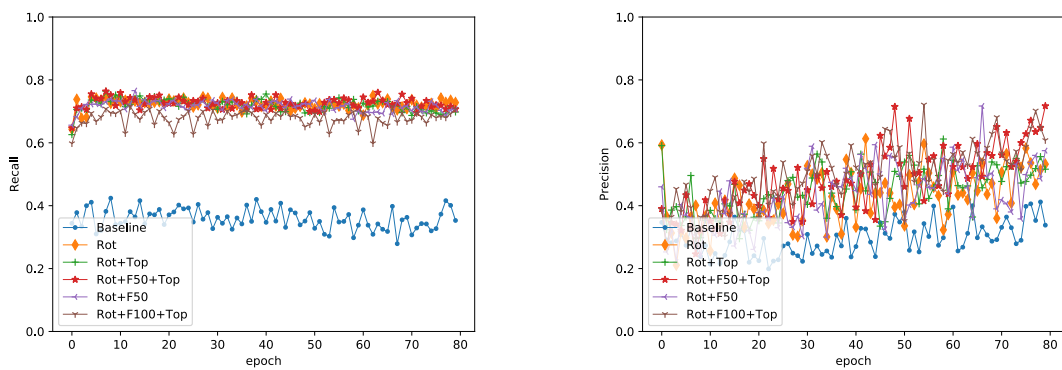 1.0
0.8
0.6
0.4
0.2
0.0
Recall
Baseline
Rot
Rot+Top
Rot+F50+Top
Rot+F50
Rot+F100+Top
0 10 20 30 40 50 60 70 80
epoch
1.0
0.8
0.6
0.4
0.2
0.0
Precision
Baseline
Rot
Rot+Top
Rot+F50+Top
Rot+F50
Rot+F100+Top
0 10 20 30 40 50 60 70 80
epoch